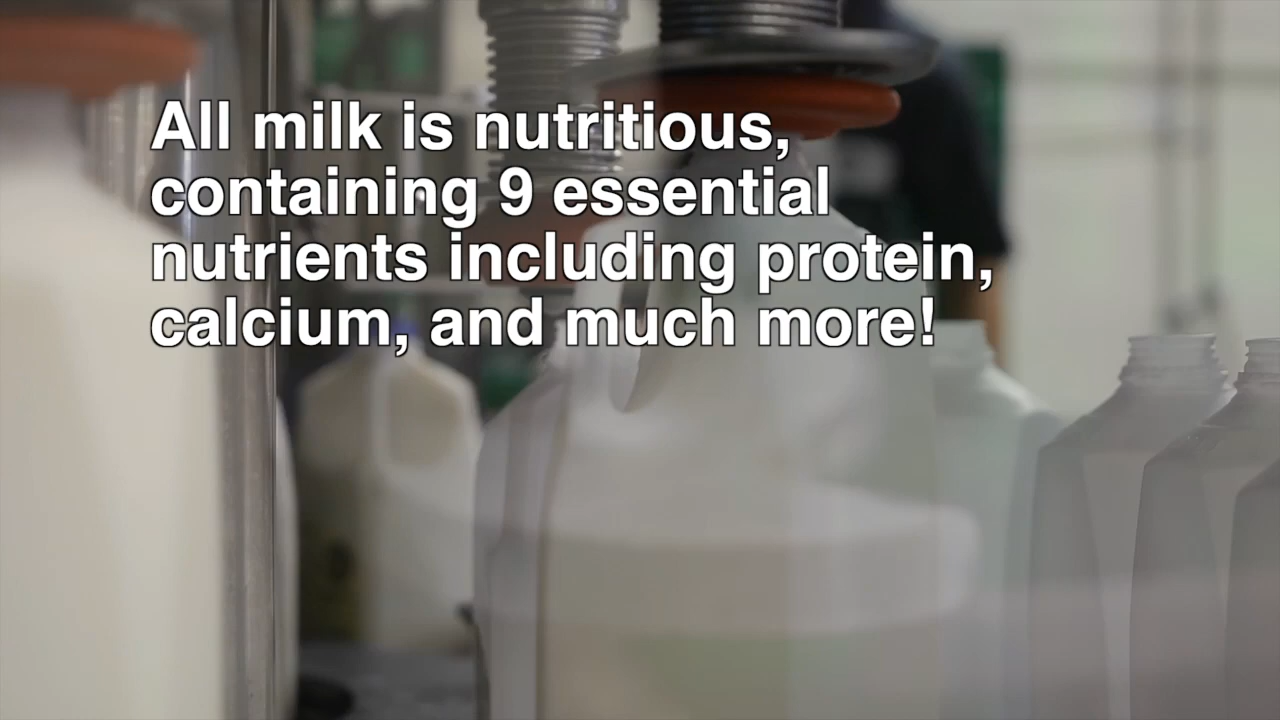 All milk is nutritious,
containing 9 essential
nutrients including protein,
calcium, and much more!